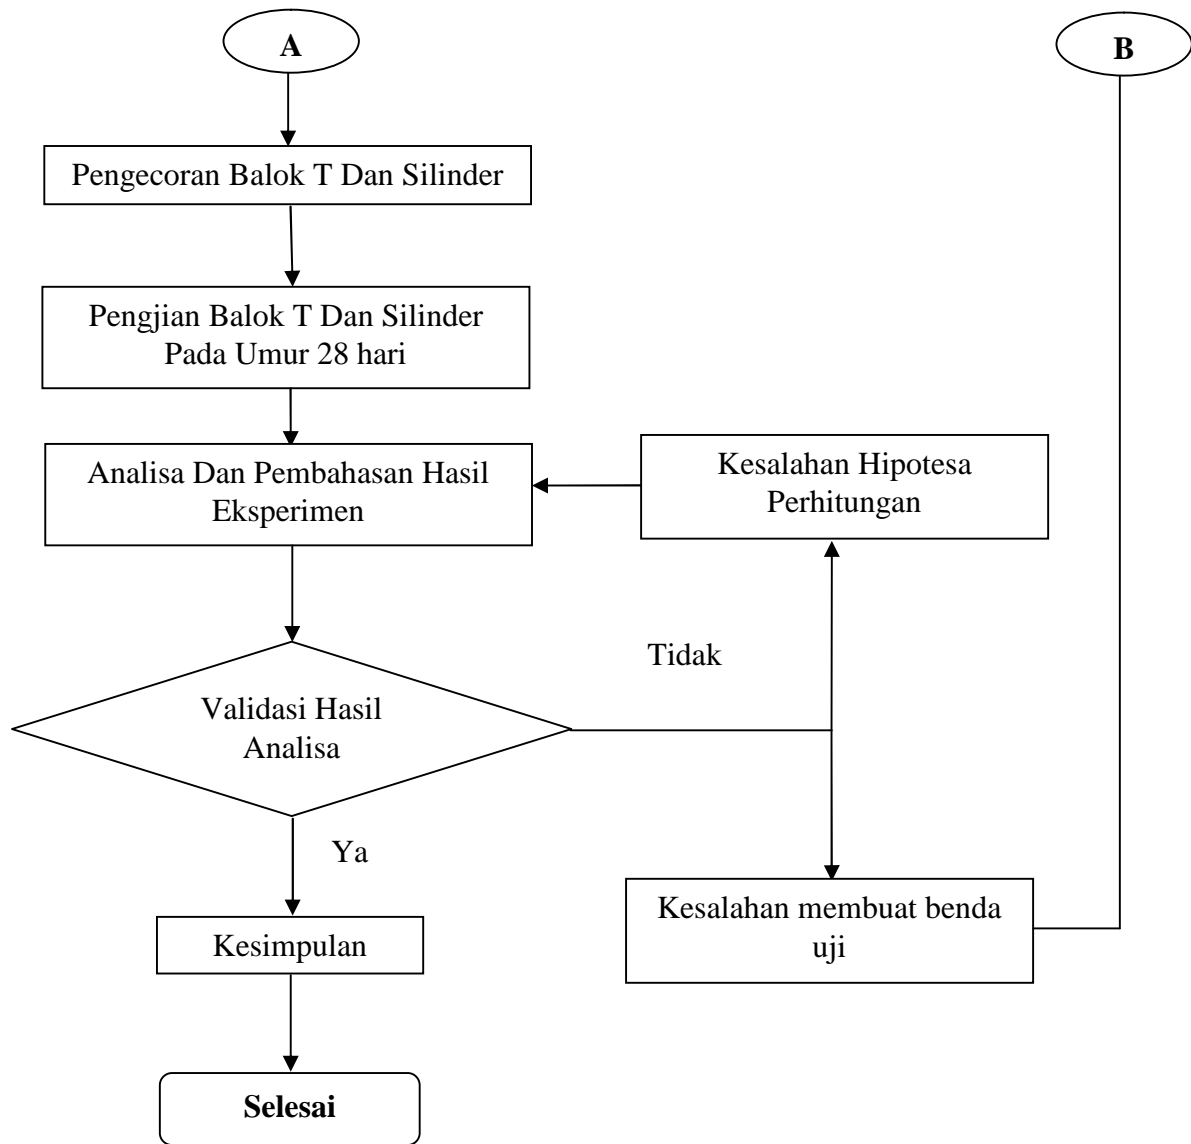 A
B
Pengecoran Balok T Dan Silinder
Pengjian Balok T Dan Silinder
Pada Umur 28 hari
Analisa Dan Pembahasan Hasil
Eksperimen
Kesalahan Hipotesa
Perhitungan
Tidak
Validasi Hasil
Analisa
Ya
Kesalahan membuat benda
uji
Kesimpulan
Selesai